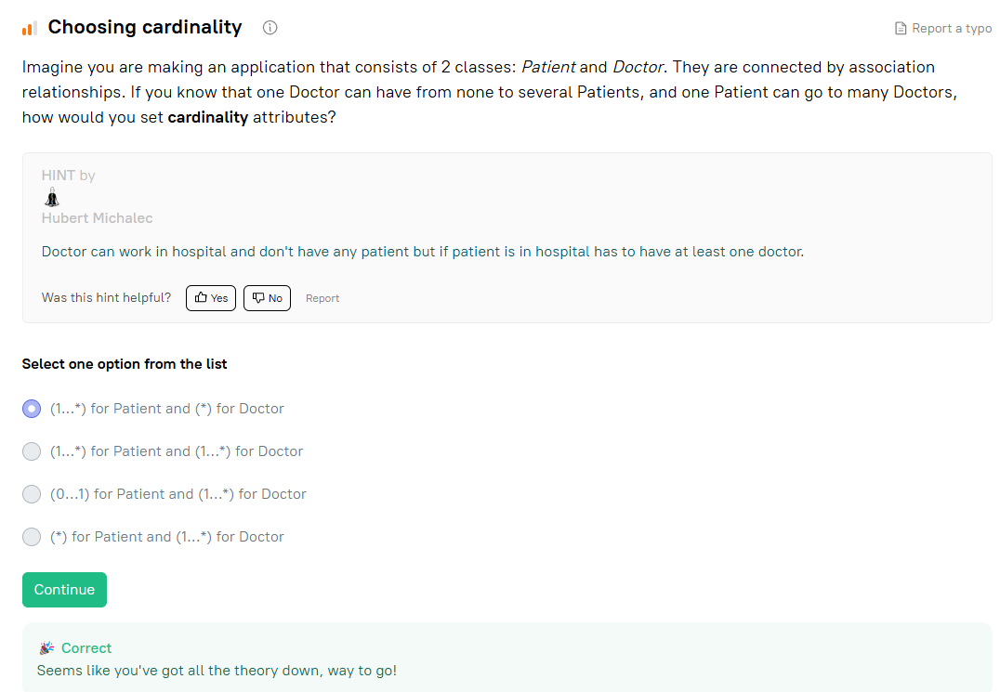 Choosing cardinality
Report a typo
Imagine you are making an application that consists of 2 classes: Patient and Doctor. They are connected by association
relationships. If you know that one Doctor can have from none to several Patients, and one Patient can go to many Doctors,
how would you set cardinality attributes?
HINT by
Hubert Michalec
Doctor can work in hospital and don't have any patient but if patient is in hospital has to have at least one doctor.
Was this hint helpful? Yes No Report
Select one option from the list
(1...*) for Patient and (*) for Doctor
(1...*) for Patient and (1...*) for Doctor
(0...1) for Patient and (1...*) for Doctor
(*) for Patient and (1...*) for Doctor
Continue
Correct
Seems like you've got all the theory down, way to go!